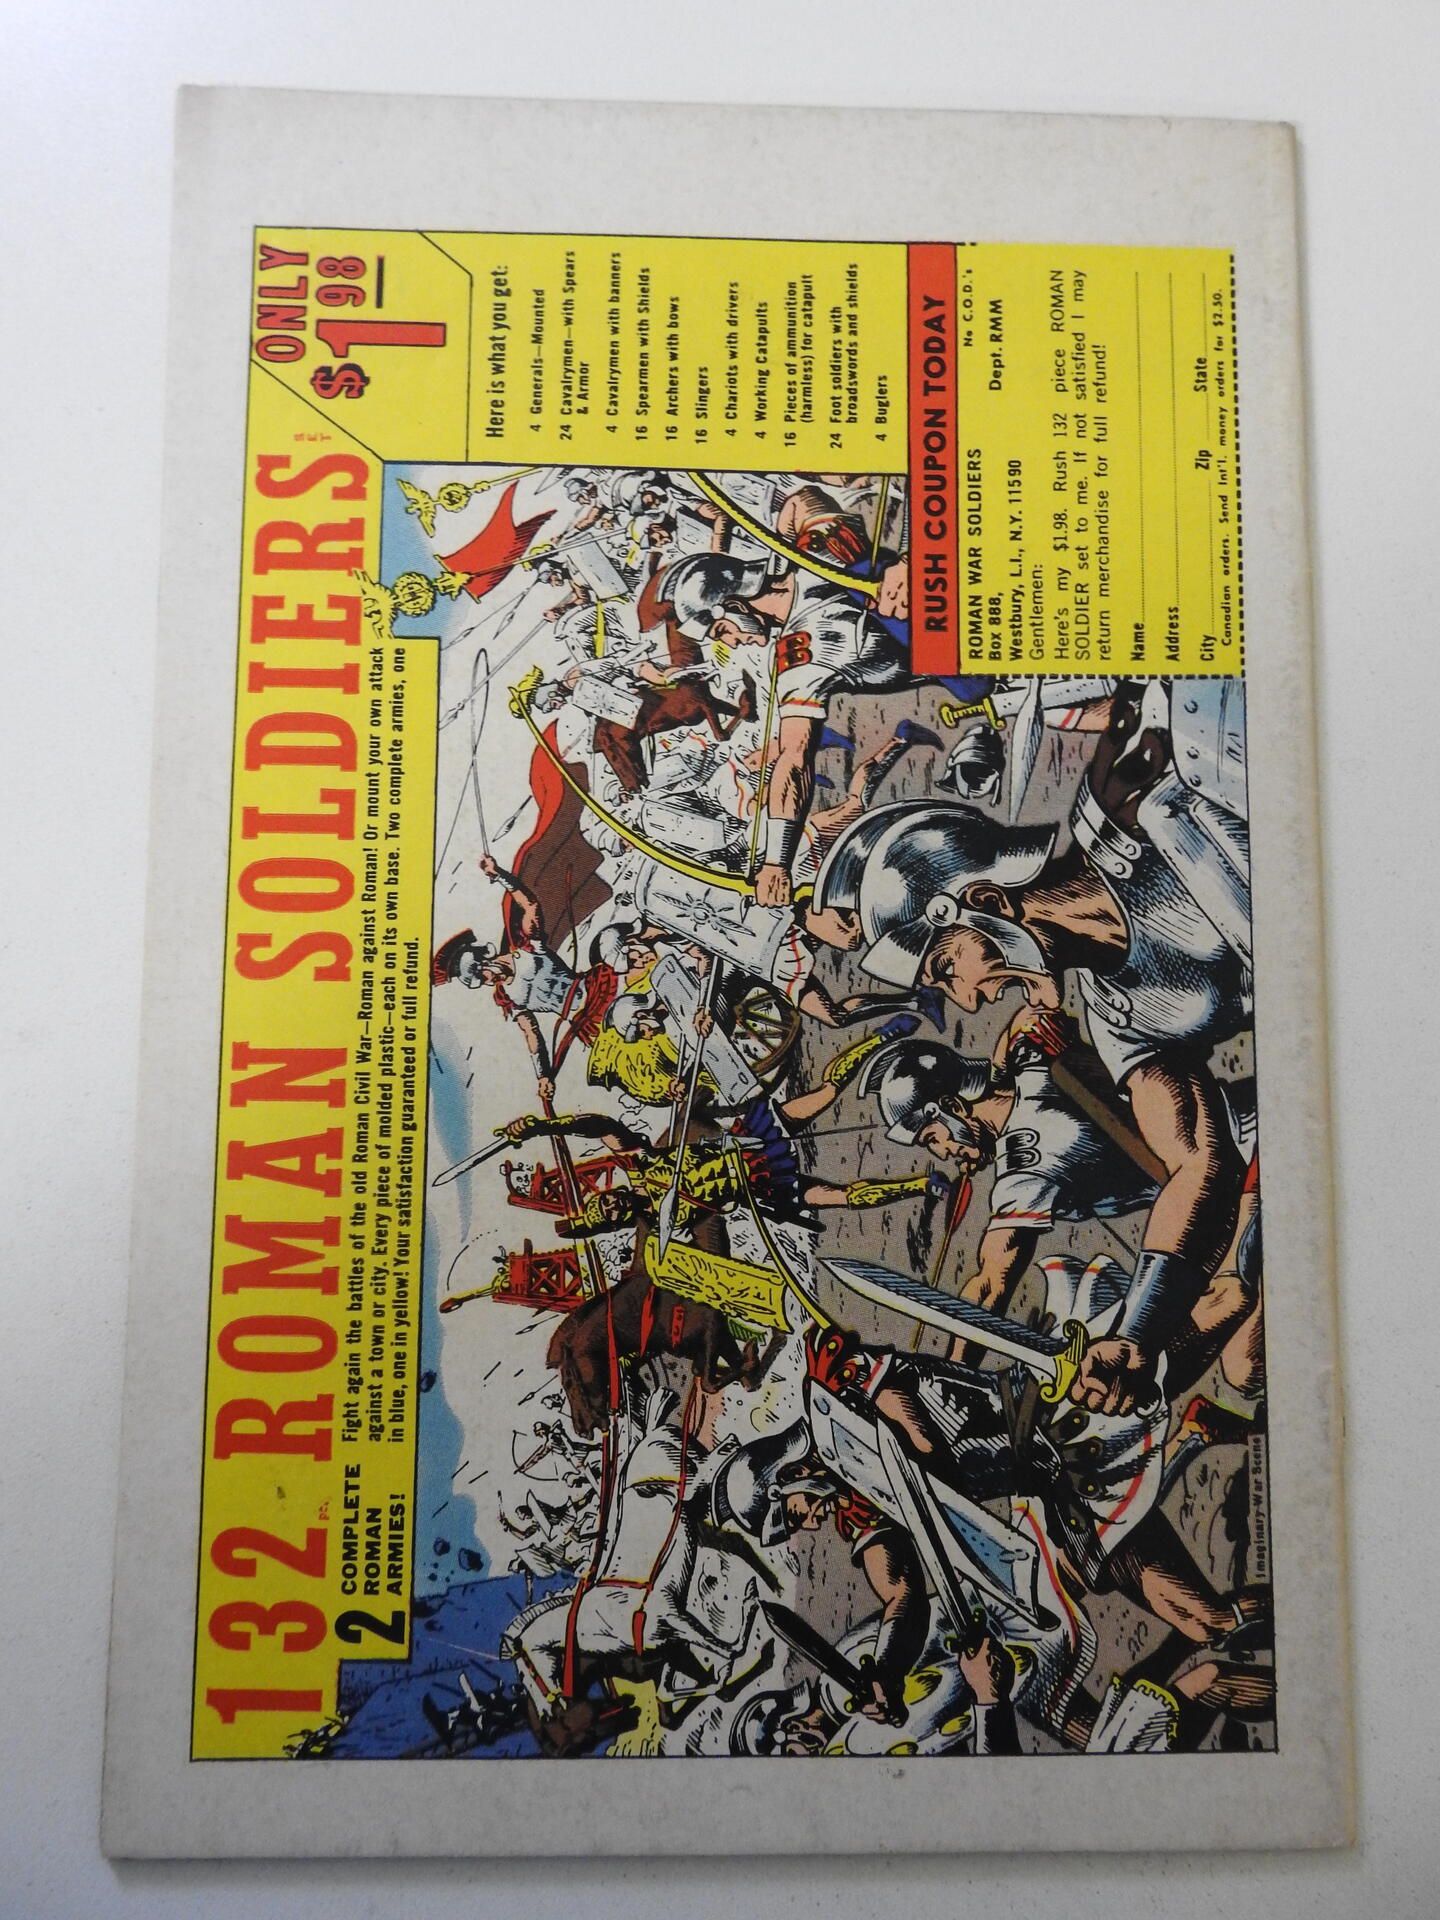 132 pc. ROMAN SOLDIERS SET
ONLY
$1.98
2 COMPLETE
ROMAN
ARMIES!
Fight again the battles of the old Roman Civil War—Roman against Roman! Or mount your own attack
against a town or city. Every piece of molded plastic—each on its own base. Two complete armies, one
in blue, one in yellow! Your satisfaction guaranteed or full refund.
Here is what you get:
4 Generals—Mounted
24 Cavalrymen—with Spears
& Armor
4 Cavalrymen with banners
16 Spearmen with Shields
16 Archers with bows
16 Slingers
4 Chariots with drivers
4 Working Catapults
16 Pieces of ammunition
(harmless) for catapult
24 Foot soldiers with
broadswords and shields
4 Buglers
RUSH COUPON TODAY
No C.O.D.'s
ROMAN WAR SOLDIERS
Box 888, Dept. RMM
Westbury, L.I., N.Y. 11590
Gentlemen:
Here's my $1.98. Rush 132 piece ROMAN
SOLDIER set to me. If not satisfied I may
return merchandise for full refund!
Name
Address
City Zip State
Canadian orders. Send Int'l. money orders for $2.50.
Imaginary War Scene